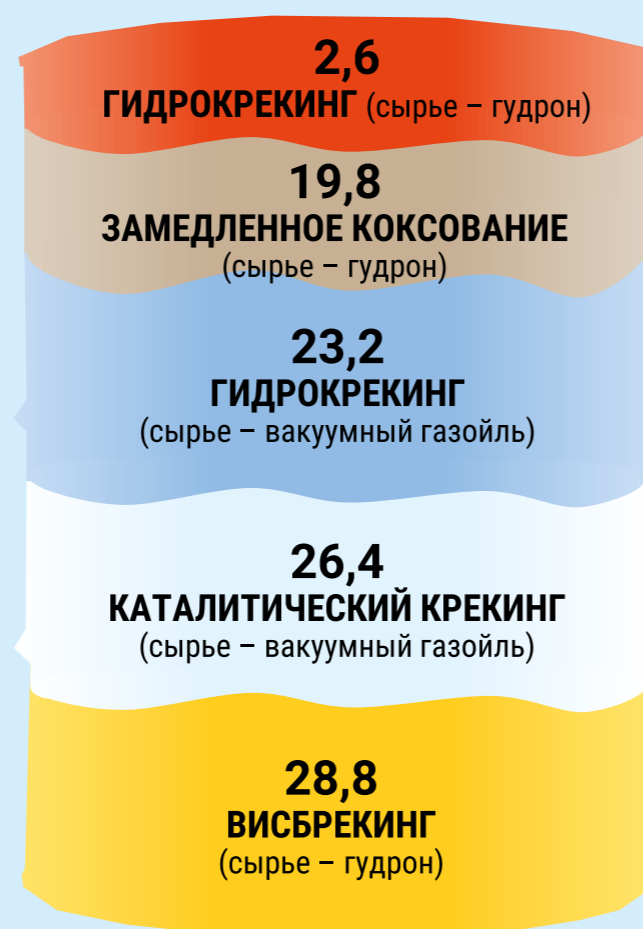 2,6
ГИДРОКРЕКИНГ (сырье – гудрон)
19,8
ЗАМЕДЛЕННОЕ КОКСОВАНИЕ
(сырье – гудрон)
23,2
ГИДРОКРЕКИНГ
(сырье – вакуумный газойль)
26,4
КАТАЛИТИЧЕСКИЙ КРЕКИНГ
(сырье – вакуумный газойль)
28,8
ВИСБРЕКИНГ
(сырье – гудрон)